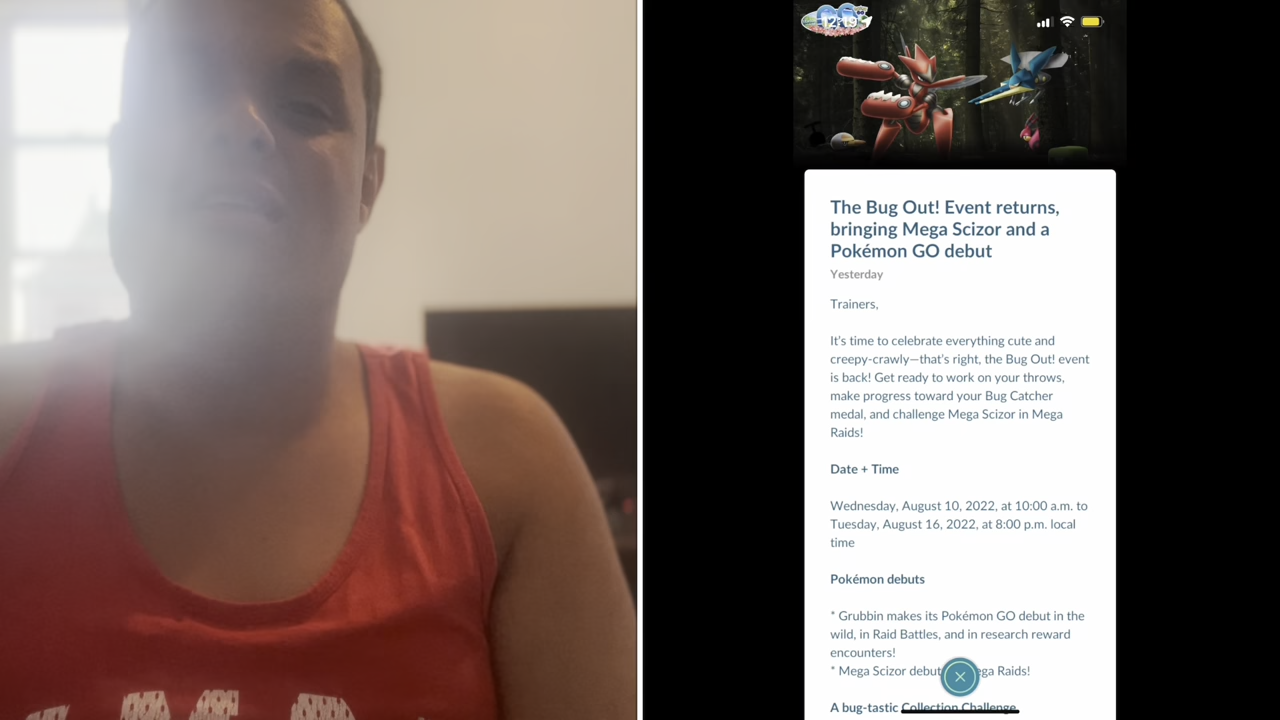 12:19
The Bug Out! Event returns,
bringing Mega Scizor and a
Pokémon GO debut
Yesterday
Trainers,
It's time to celebrate everything cute and
creepy-crawly—that's right, the Bug Out! event
is back! Get ready to work on your throws,
make progress toward your Bug Catcher
medal, and challenge Mega Scizor in Mega
Raids!
Date + Time
Wednesday, August 10, 2022, at 10:00 a.m. to
Tuesday, August 16, 2022, at 8:00 p.m. local
time
Pokémon debuts
* Grubbin makes its Pokémon GO debut in the
wild, in Raid Battles, and in research reward
encounters!
* Mega Scizor debut Mega Raids!
A bug-tastic Collection Challenge